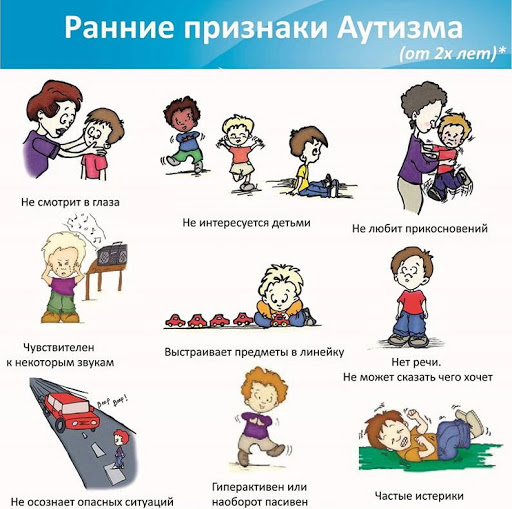 Ранние признаки Аутизма
(от 2х лет)*
Не смотрит в глаза
Не интересуется детьми
Не любит прикосновений
Чувствителен
к некоторым звукам
Выстраивает предметы в линейку
Нет речи.
Не может сказать чего хочет
Beep Beep!
Не осознает опасных ситуаций
Гиперактивен или
наоборот пасивен
Частые истерики